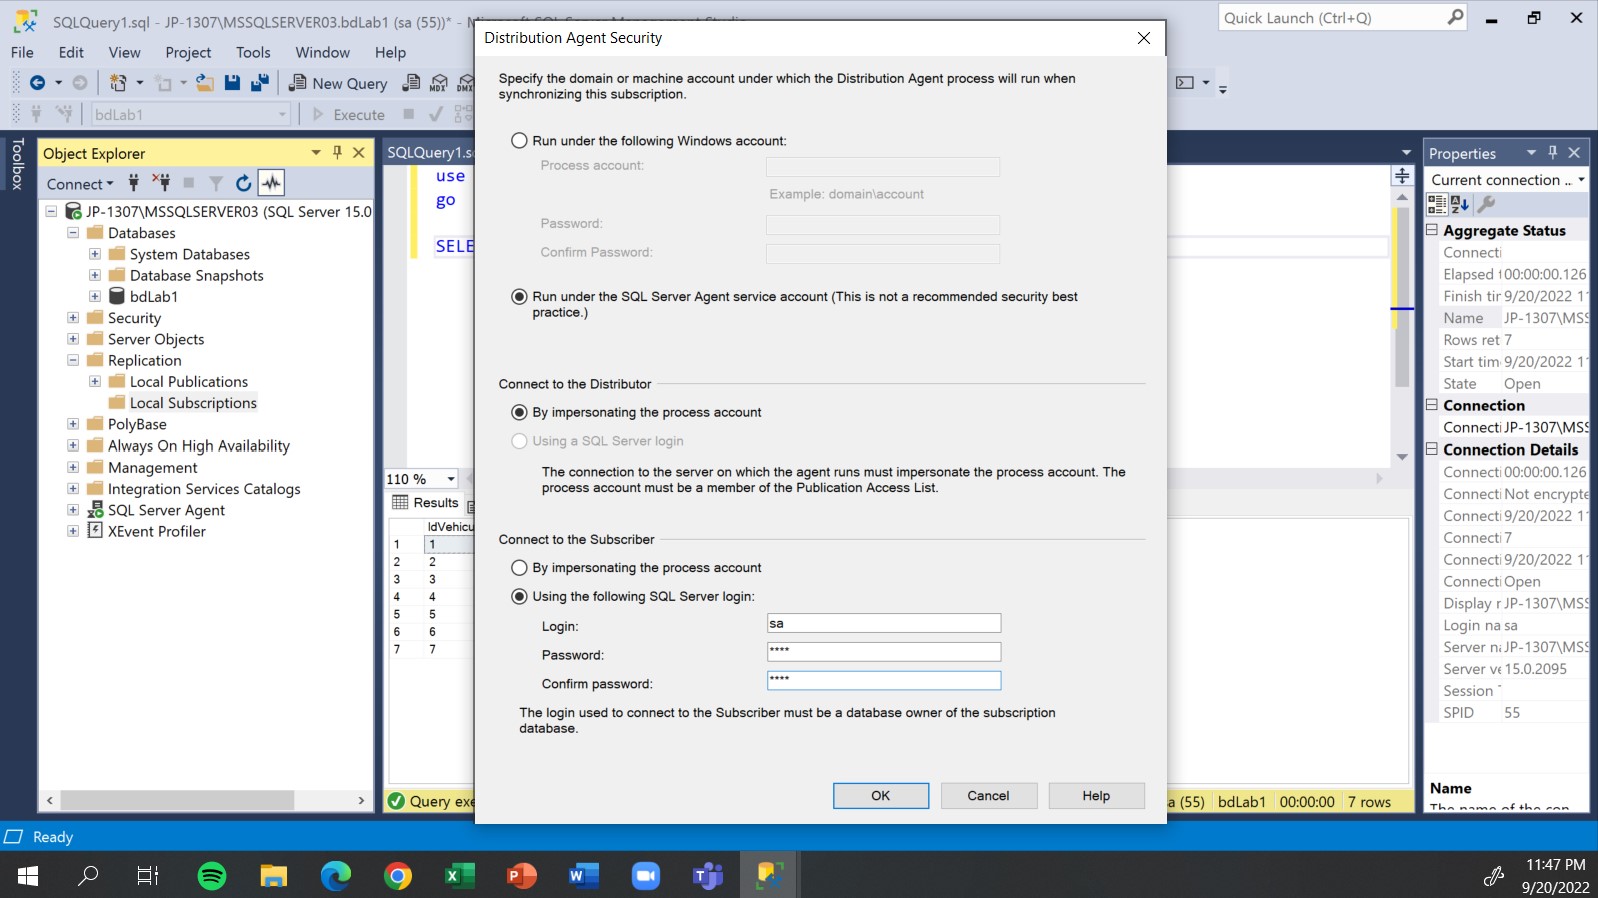 SQLQuery1.sql - JP-1307\MSSQLSERVER03.bdLab1 (sa (55))* - Microsoft SQL Server Management Studio
Quick Launch (Ctrl+Q)
File Edit View Project Tools Window Help
New Query
MDX
DMX
bdLab1
Execute
Toolbox
Object Explorer
Connect
JP-1307\MSSQLSERVER03 (SQL Server 15.0
Databases
System Databases
Database Snapshots
bdLab1
Security
Server Objects
Replication
Local Publications
Local Subscriptions
PolyBase
Always On High Availability
Management
Integration Services Catalogs
SQL Server Agent
XEvent Profiler
SQLQuery1.s
use
go
SELE
110 %
Results
IdVehicu
1 1
2 2
3 3
4 4
5 5
6 6
7 7
Query exe
a (55) bdLab1 00:00:00 7 rows
Distribution Agent Security
Specify the domain or machine account under which the Distribution Agent process will run when
synchronizing this subscription.
Run under the following Windows account:
Process account:
Example: domain\account
Password:
Confirm Password:
Run under the SQL Server Agent service account (This is not a recommended security best
practice.)
Connect to the Distributor
By impersonating the process account
Using a SQL Server login
The connection to the server on which the agent runs must impersonate the process account. The
process account must be a member of the Publication Access List.
Connect to the Subscriber
By impersonating the process account
Using the following SQL Server login:
Login: sa
Password: ****
Confirm password: ****
The login used to connect to the Subscriber must be a database owner of the subscription
database.
OK Cancel Help
Properties
Current connection ..
Aggregate Status
Connecti
Elapsed t 00:00:00.126
Finish tir 9/20/2022 1
Name JP-1307\MSS
Rows ret 7
Start tim 9/20/2022 1
State Open
Connection
Connecti JP-1307\MSS
Connection Details
Connecti 00:00:00.126
Connecti Not encrypte
Connecti 9/20/2022 1
Connecti 7
Connecti 9/20/2022 1
Connecti Open
Display r JP-1307\MSS
Login na sa
Server na JP-1307\MSS
Server ve 15.0.2095
Session
SPID 55
Name
The name of the con
Ready
11:47 PM
9/20/2022